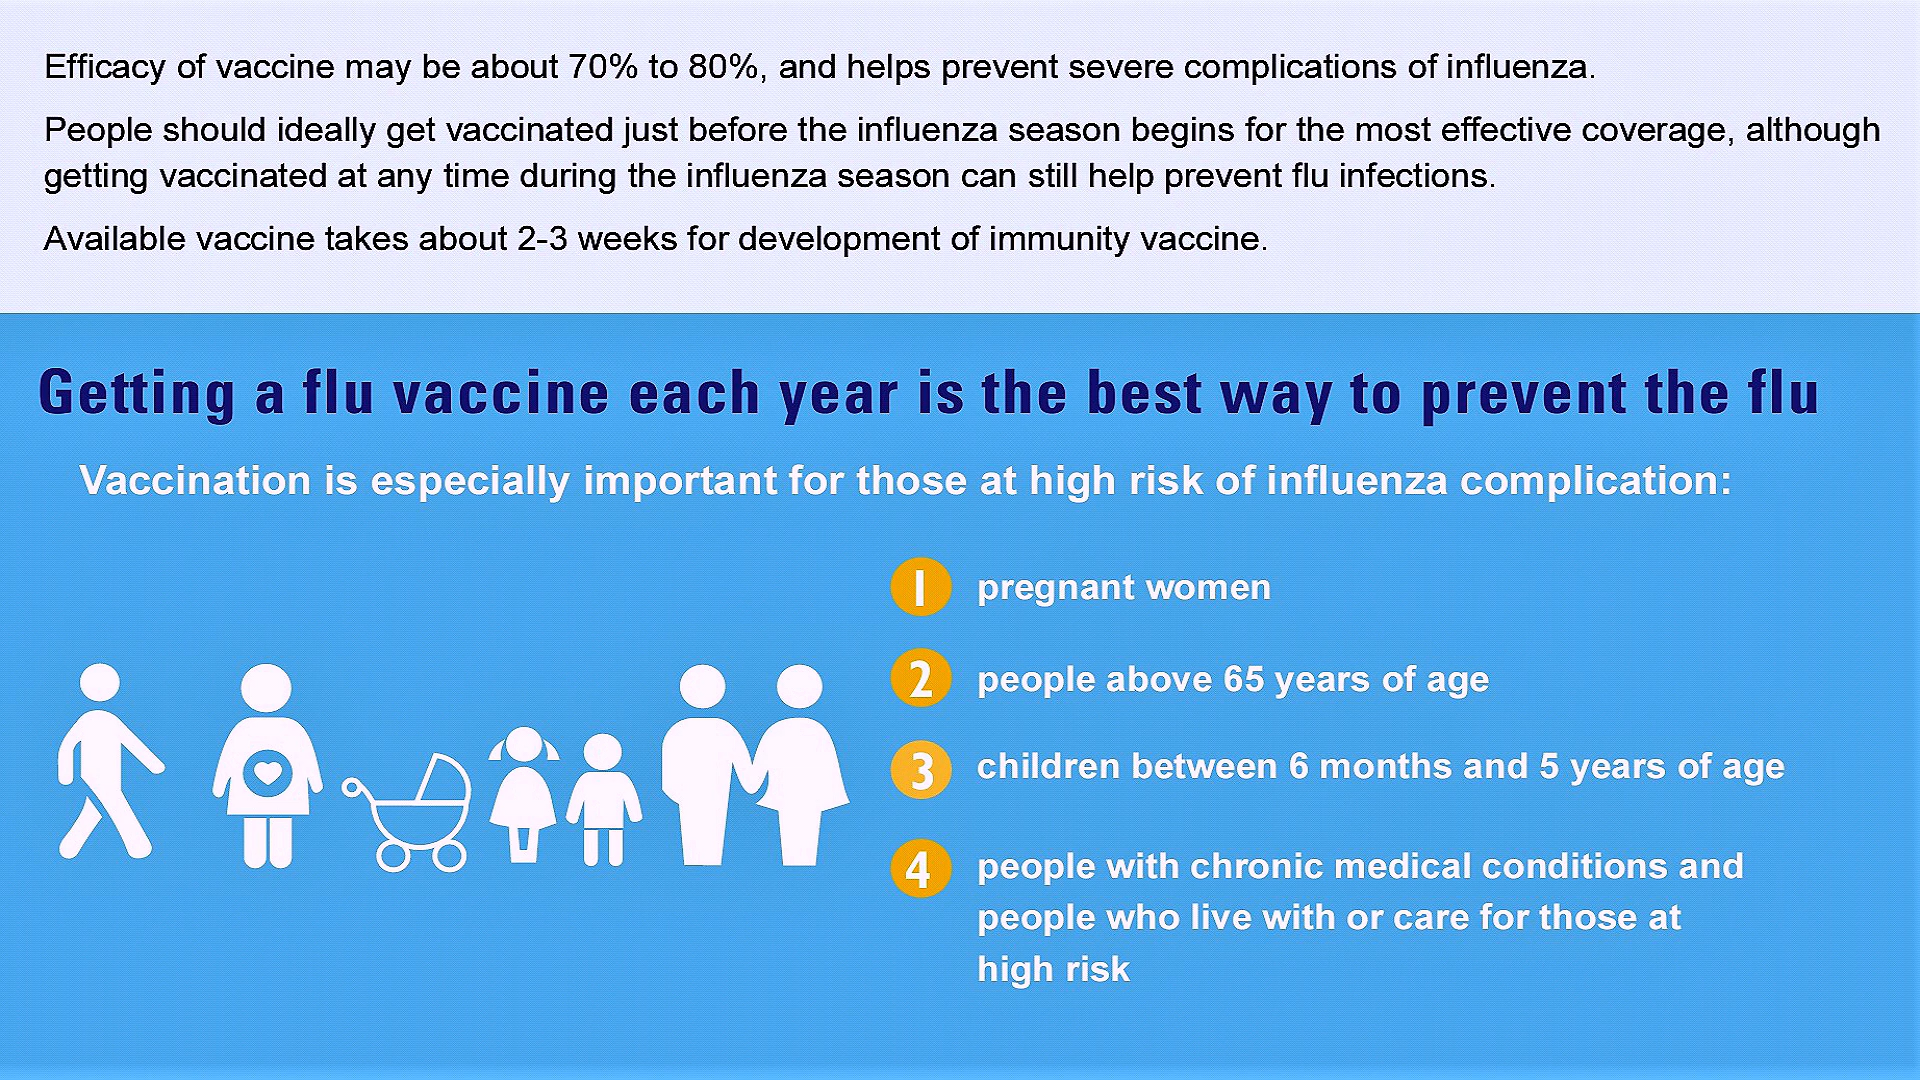 Efficacy of vaccine may be about 70% to 80%, and helps prevent severe complications of influenza.
People should ideally get vaccinated just before the influenza season begins for the most effective coverage, although
getting vaccinated at any time during the influenza season can still help prevent flu infections.
Available vaccine takes about 2-3 weeks for development of immunity vaccine.
Getting a flu vaccine each year is the best way to prevent the flu
Vaccination is especially important for those at high risk of influenza complication:
1 pregnant women
2 people above 65 years of age
3 children between 6 months and 5 years of age
4 people with chronic medical conditions and
people who live with or care for those at
high risk